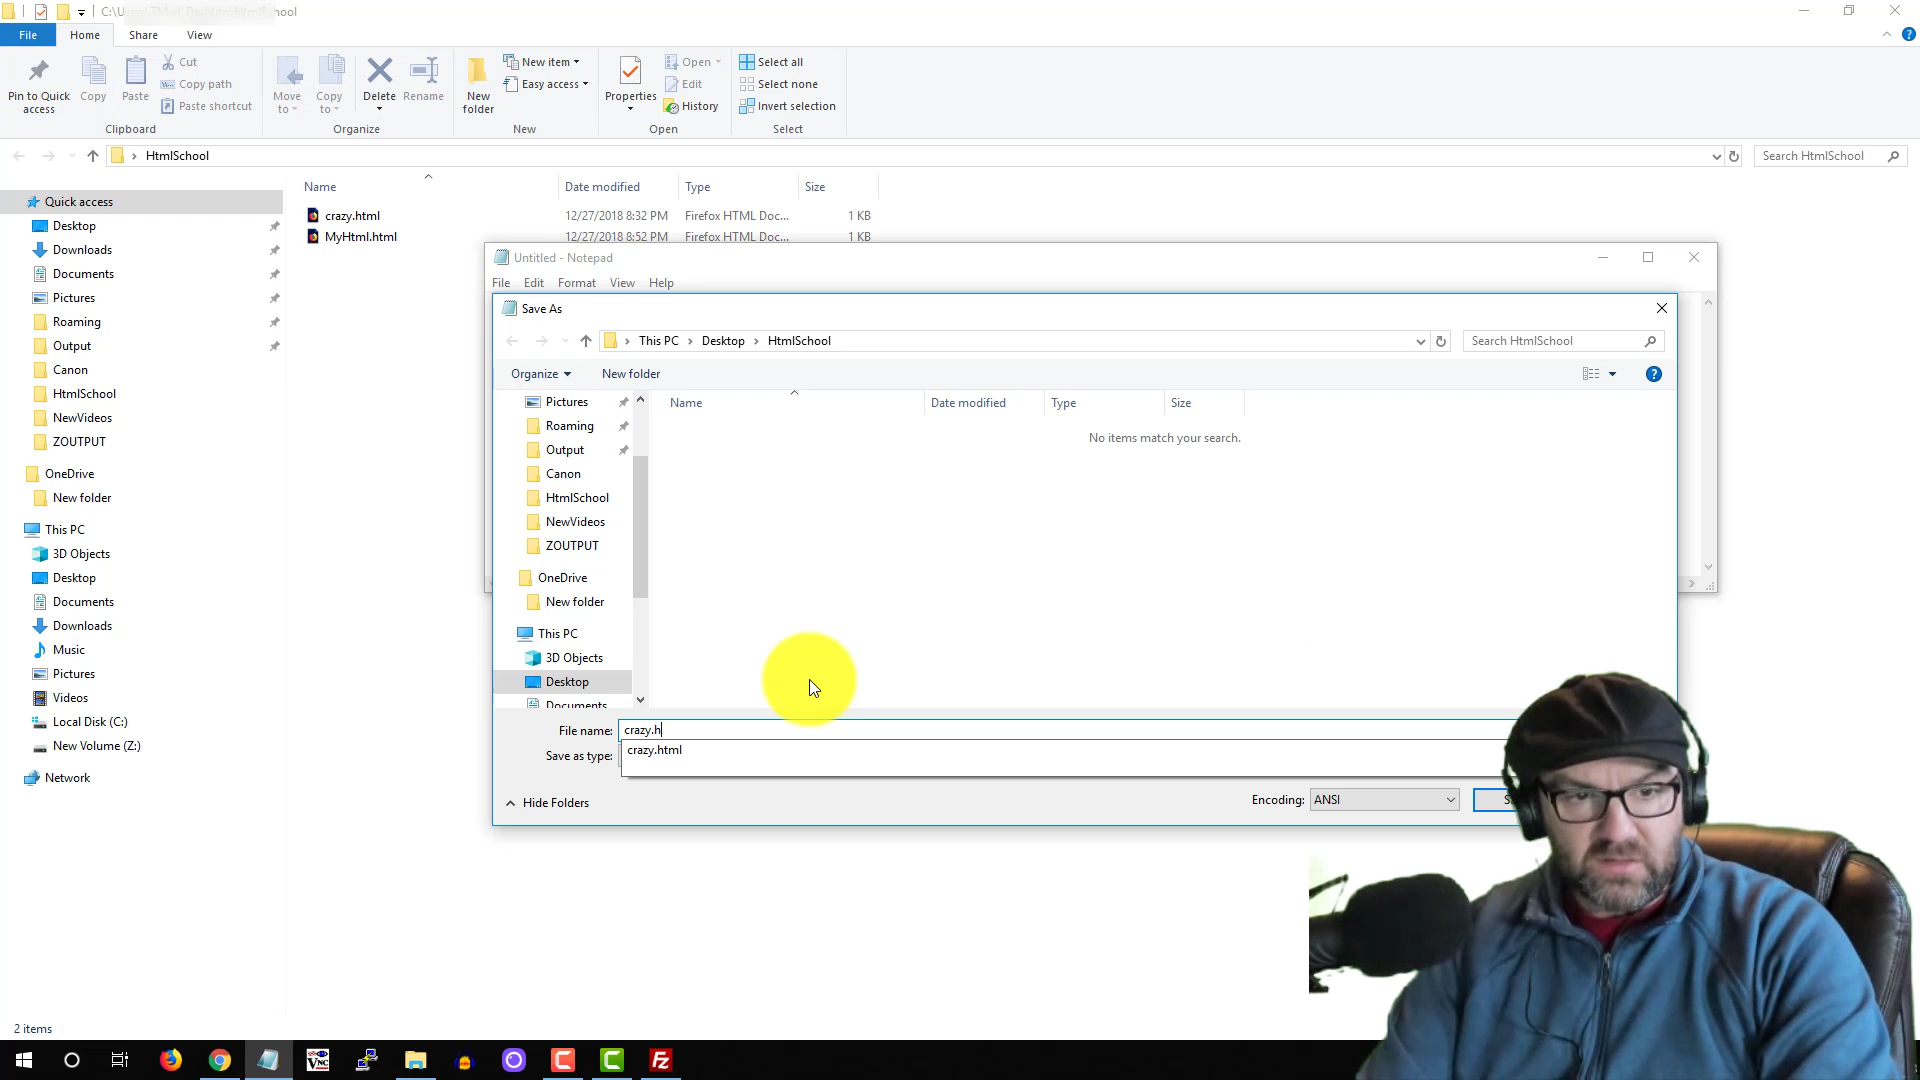 File Home Share View
Pin to Quick access
Copy
Paste
Cut
Copy path
Paste shortcut
Clipboard
Move to
Copy to
Delete
Rename
Organize
New folder
New item
Easy access
New
Properties
Open
Edit
History
Open
Select all
Select none
Invert selection
Select
HtmlSchool
Search HtmlSchool
Quick access
Desktop
Downloads
Documents
Pictures
Roaming
Output
Canon
HtmlSchool
NewVideos
ZOUTPUT
OneDrive
New folder
This PC
3D Objects
Desktop
Documents
Downloads
Music
Pictures
Videos
Local Disk (C:)
New Volume (Z:)
Network
Name Date modified Type Size
crazy.html 12/27/2018 8:32 PM Firefox HTML Doc... 1 KB
MyHtml.html 12/27/2018 8:52 PM Firefox HTML Doc... 1 KB
Untitled - Notepad
File Edit Format View Help
Save As
This PC Desktop HtmlSchool
Search HtmlSchool
Organize New folder
Pictures
Roaming
Output
Canon
HtmlSchool
NewVideos
ZOUTPUT
OneDrive
New folder
This PC
3D Objects
Desktop
Documents
Name Date modified Type Size
No items match your search.
File name: crazy.h
crazy.html
Save as type:
Hide Folders
Encoding: ANSI
2 items
VNC
Fz